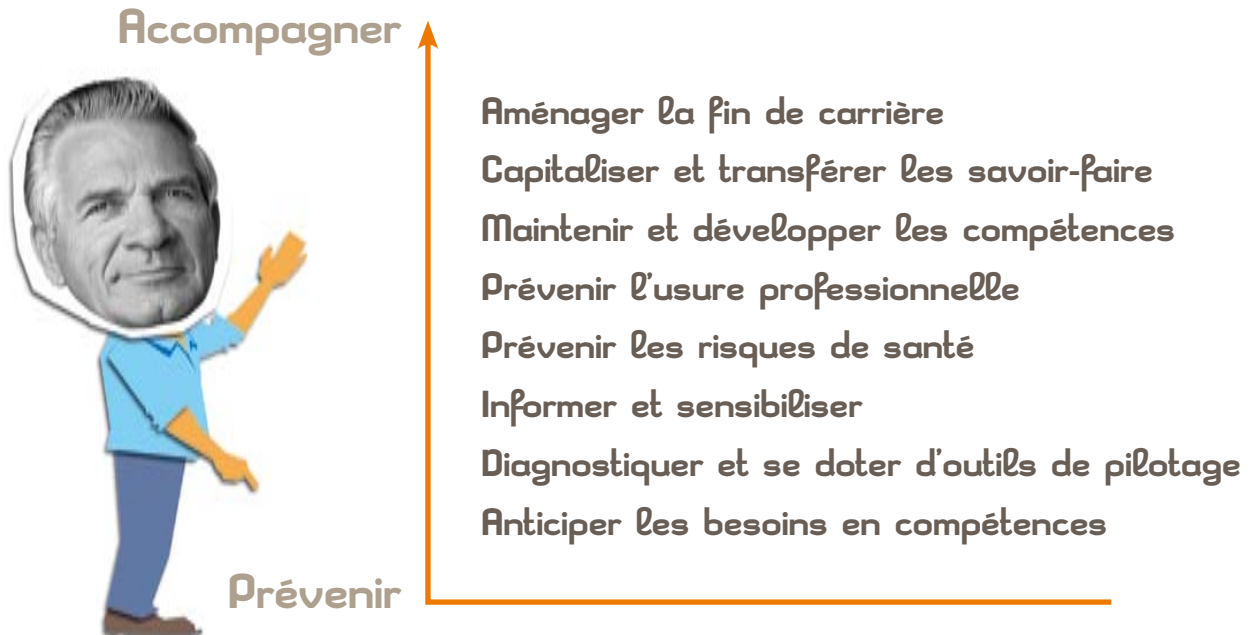 Accompagner
Aménager la fin de carrière
Capitaliser et transférer les savoir-faire
Maintenir et développer les compétences
Prévenir l'usure professionnelle
Prévenir les risques de santé
Informer et sensibiliser
Diagnostiquer et se doter d'outils de pilotage
Anticiper les besoins en compétences
Prévenir